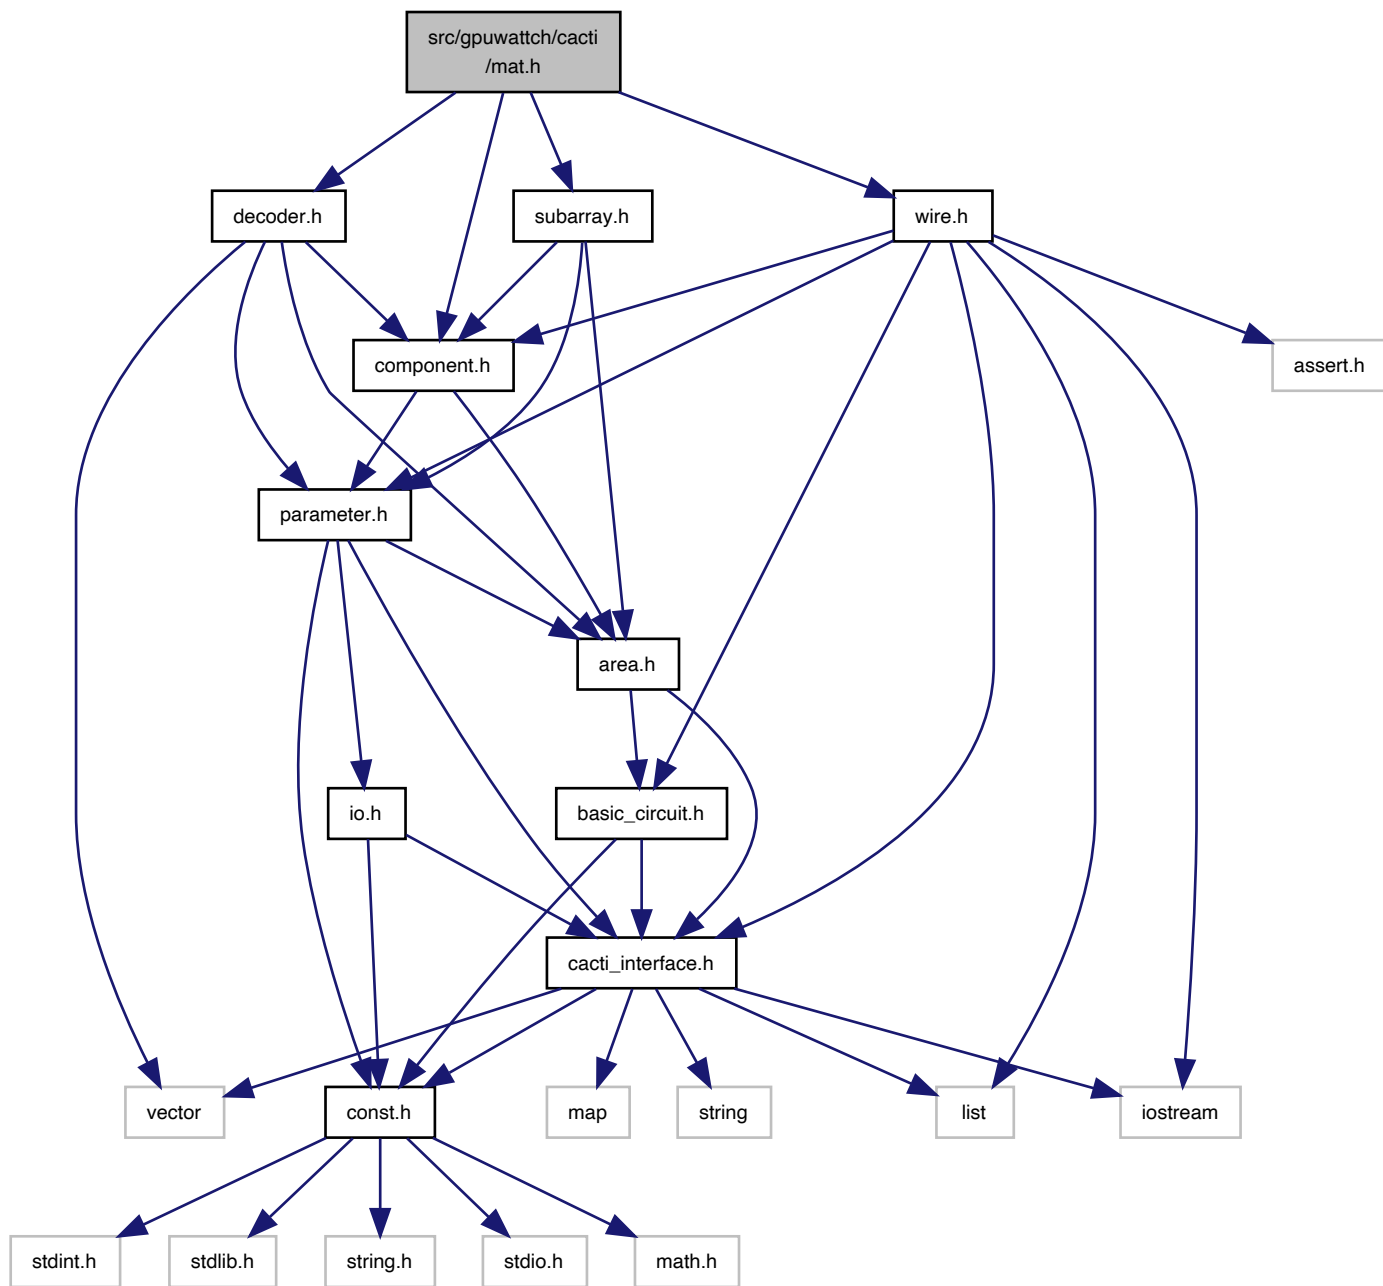 src/gpuwattch/cacti
/mat.h
decoder.h
subarray.h
wire.h
component.h
assert.h
parameter.h
area.h
io.h
basic_circuit.h
cacti_interface.h
vector
const.h
map
string
list
iostream
stdint.h
stdlib.h
string.h
stdio.h
math.h